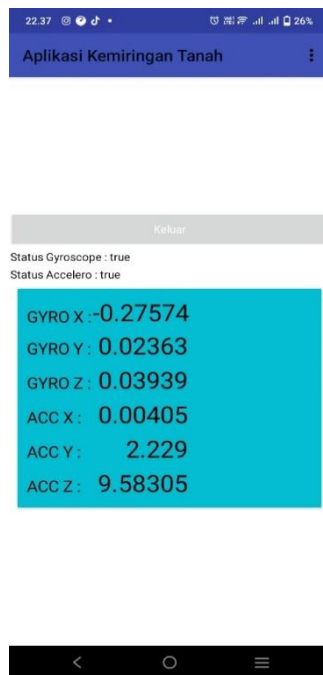 22.37 26%
Aplikasi Kemiringan Tanah
Keluar
Status Gyroscope : true
Status Accelero : true
GYRO X :-0.27574
GYRO Y : 0.02363
GYRO Z : 0.03939
ACC X : 0.00405
ACC Y : 2.229
ACC Z : 9.58305